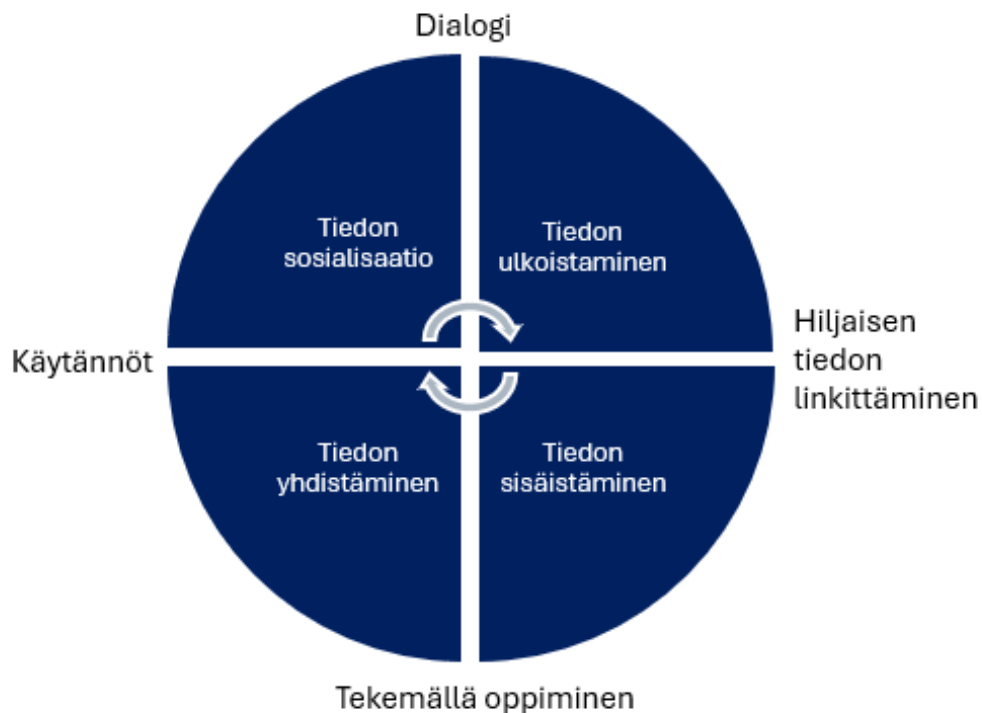 Dialogi
Tiedon
sosialisaatio
Tiedon
ulkoistaminen
Käytännöt
Hiljaisen
tiedon
linkittäminen
Tiedon
yhdistäminen
Tiedon
sisäistäminen
Tekemällä oppiminen